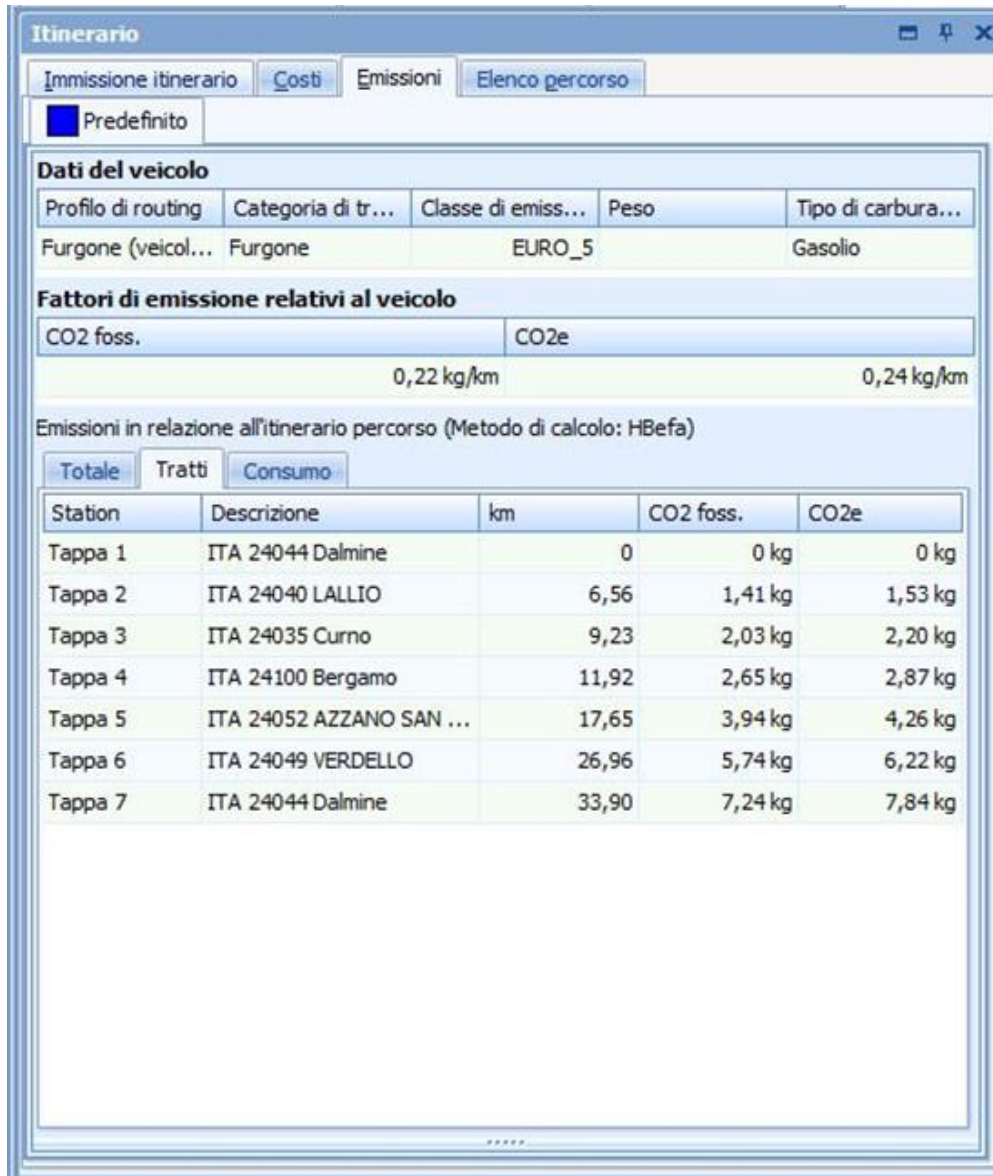 Itinerario
Immissione itinerario Costi Emissioni Elenco percorso
Predefinito
Dati del veicolo
Profilo di routing Categoria di tr... Classe di emiss... Peso Tipo di carbura...
Furgone (veicol... Furgone EURO_5 Gasolio
Fattori di emissione relativi al veicolo
CO2 foss. CO2e
0,22 kg/km 0,24 kg/km
Emissioni in relazione all'itinerario percorso (Metodo di calcolo: HBefa)
Totale Tratti Consumo
Station Descrizione km CO2 foss. CO2e
Tappa 1 ITA 24044 Dalmine 0 0 kg 0 kg
Tappa 2 ITA 24040 LALLIO 6,56 1,41 kg 1,53 kg
Tappa 3 ITA 24035 Curno 9,23 2,03 kg 2,20 kg
Tappa 4 ITA 24100 Bergamo 11,92 2,65 kg 2,87 kg
Tappa 5 ITA 24052 AZZANO SAN ... 17,65 3,94 kg 4,26 kg
Tappa 6 ITA 24049 VERDELLO 26,96 5,74 kg 6,22 kg
Tappa 7 ITA 24044 Dalmine 33,90 7,24 kg 7,84 kg